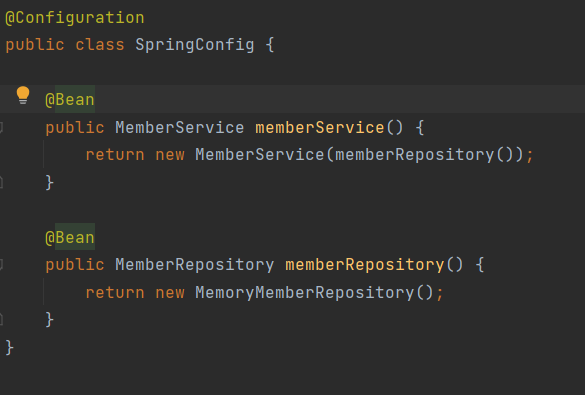 @Configuration
public class SpringConfig {
@Bean
public MemberService memberService() {
return new MemberService(memberRepository());
}
@Bean
public MemberRepository memberRepository() {
return new MemoryMemberRepository();
}
}